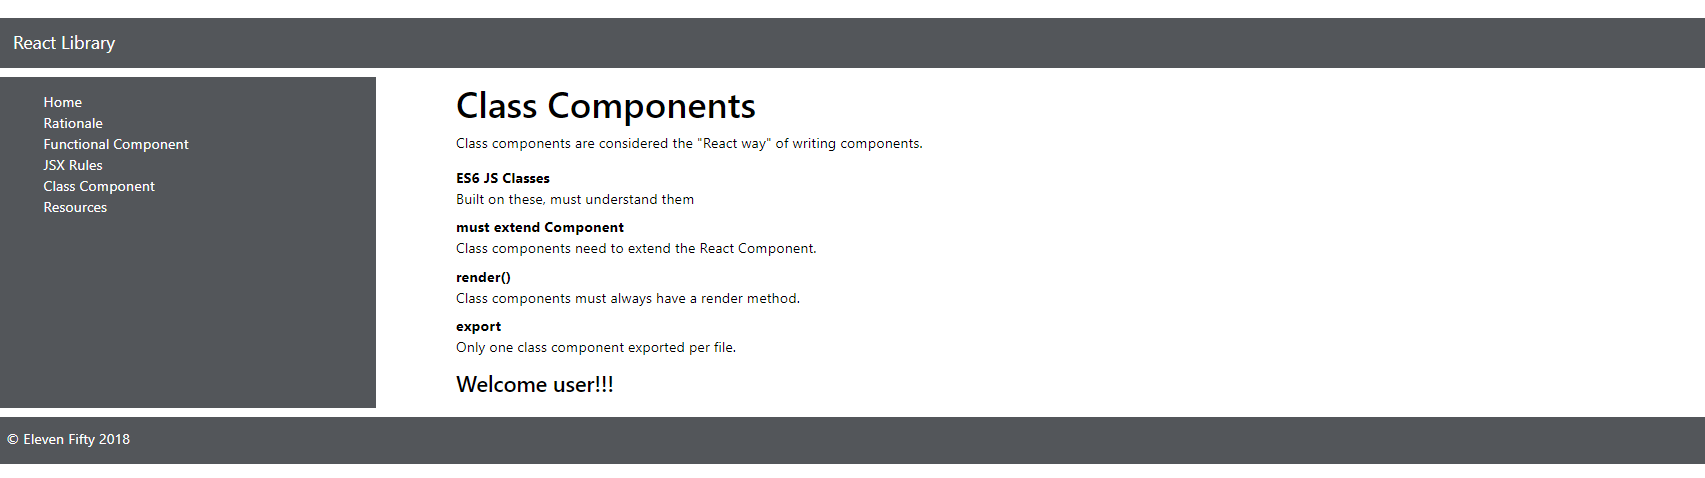 React Library
Home
Rationale
Functional Component
JSX Rules
Class Component
Resources
Class Components
Class components are considered the "React way" of writing components.
ES6 JS Classes
Built on these, must understand them
must extend Component
Class components need to extend the React Component.
render()
Class components must always have a render method.
export
Only one class component exported per file.
Welcome user!!!
© Eleven Fifty 2018